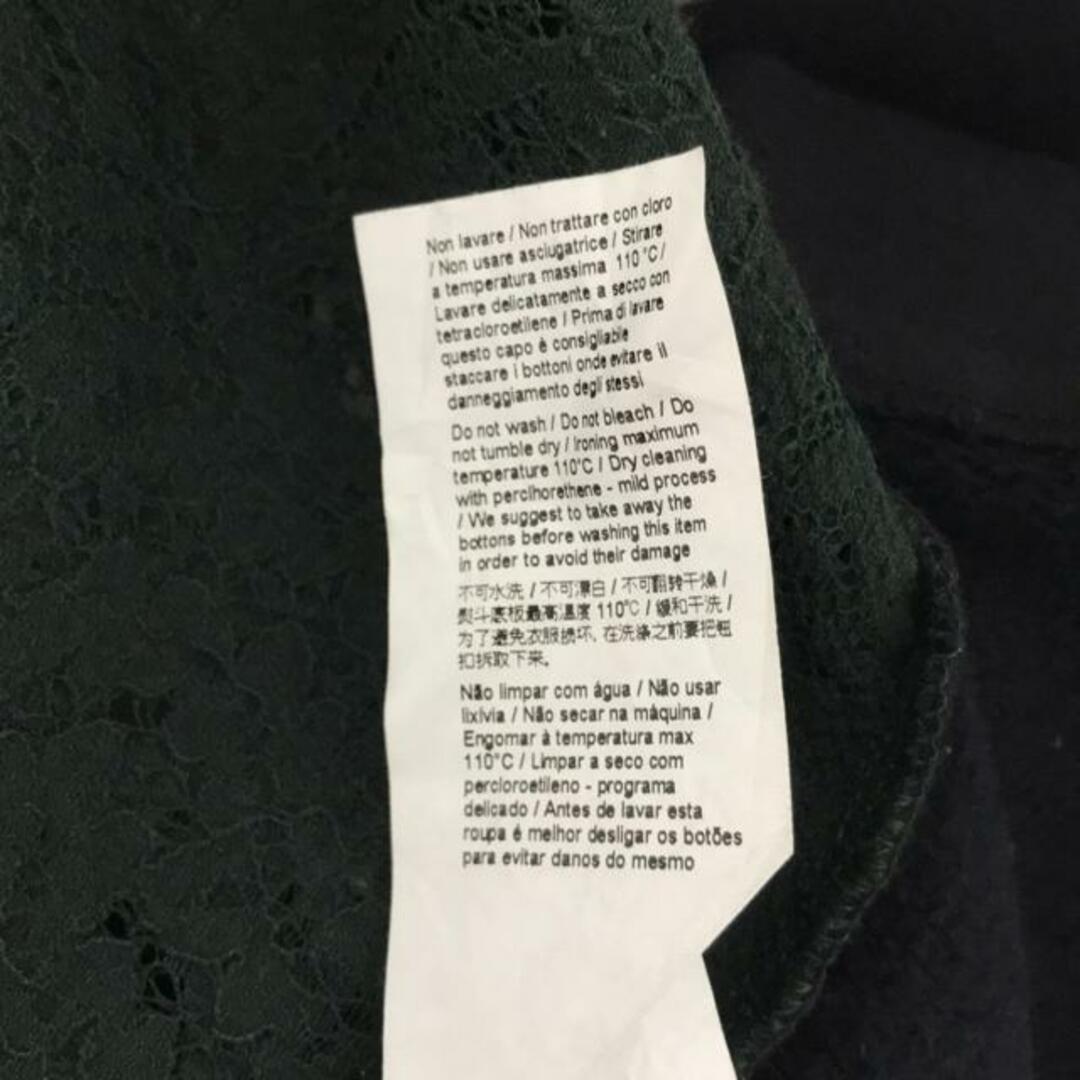 Non lavare / Non trattare con cloro
/ Non usare asciugatrice / Stirare
a temperatura massima 110°C/
Lavare delicatamente a secco con
tetracloroetilene / Prima di lavare
questo capo è consigliabile
staccare i bottoni onde evitare il
danneggiamento degli stessi
Do not wash / Do not bleach / Do
not tumble dry / Ironing maximum
temperature 110°C / Dry cleaning
with perclhorethene - mild process
/ We suggest to take away the
bottons before washing this item
in order to avoid their damage
不可水洗 / 不可漂白 / 不可翻转干燥 /
熨斗底板最高温度 110°C / 缓和干洗 /
为了避免衣服损坏, 在洗涤之前要把钮
扣拆取下来。
Não limpar com água / Não usar
lixívia / Não secar na máquina /
Engomar à temperatura max
110°C / Limpar a seco com
percloroetileno - programa
delicado / Antes de lavar esta
roupa é melhor desligar os botões
para evitar danos do mesmo